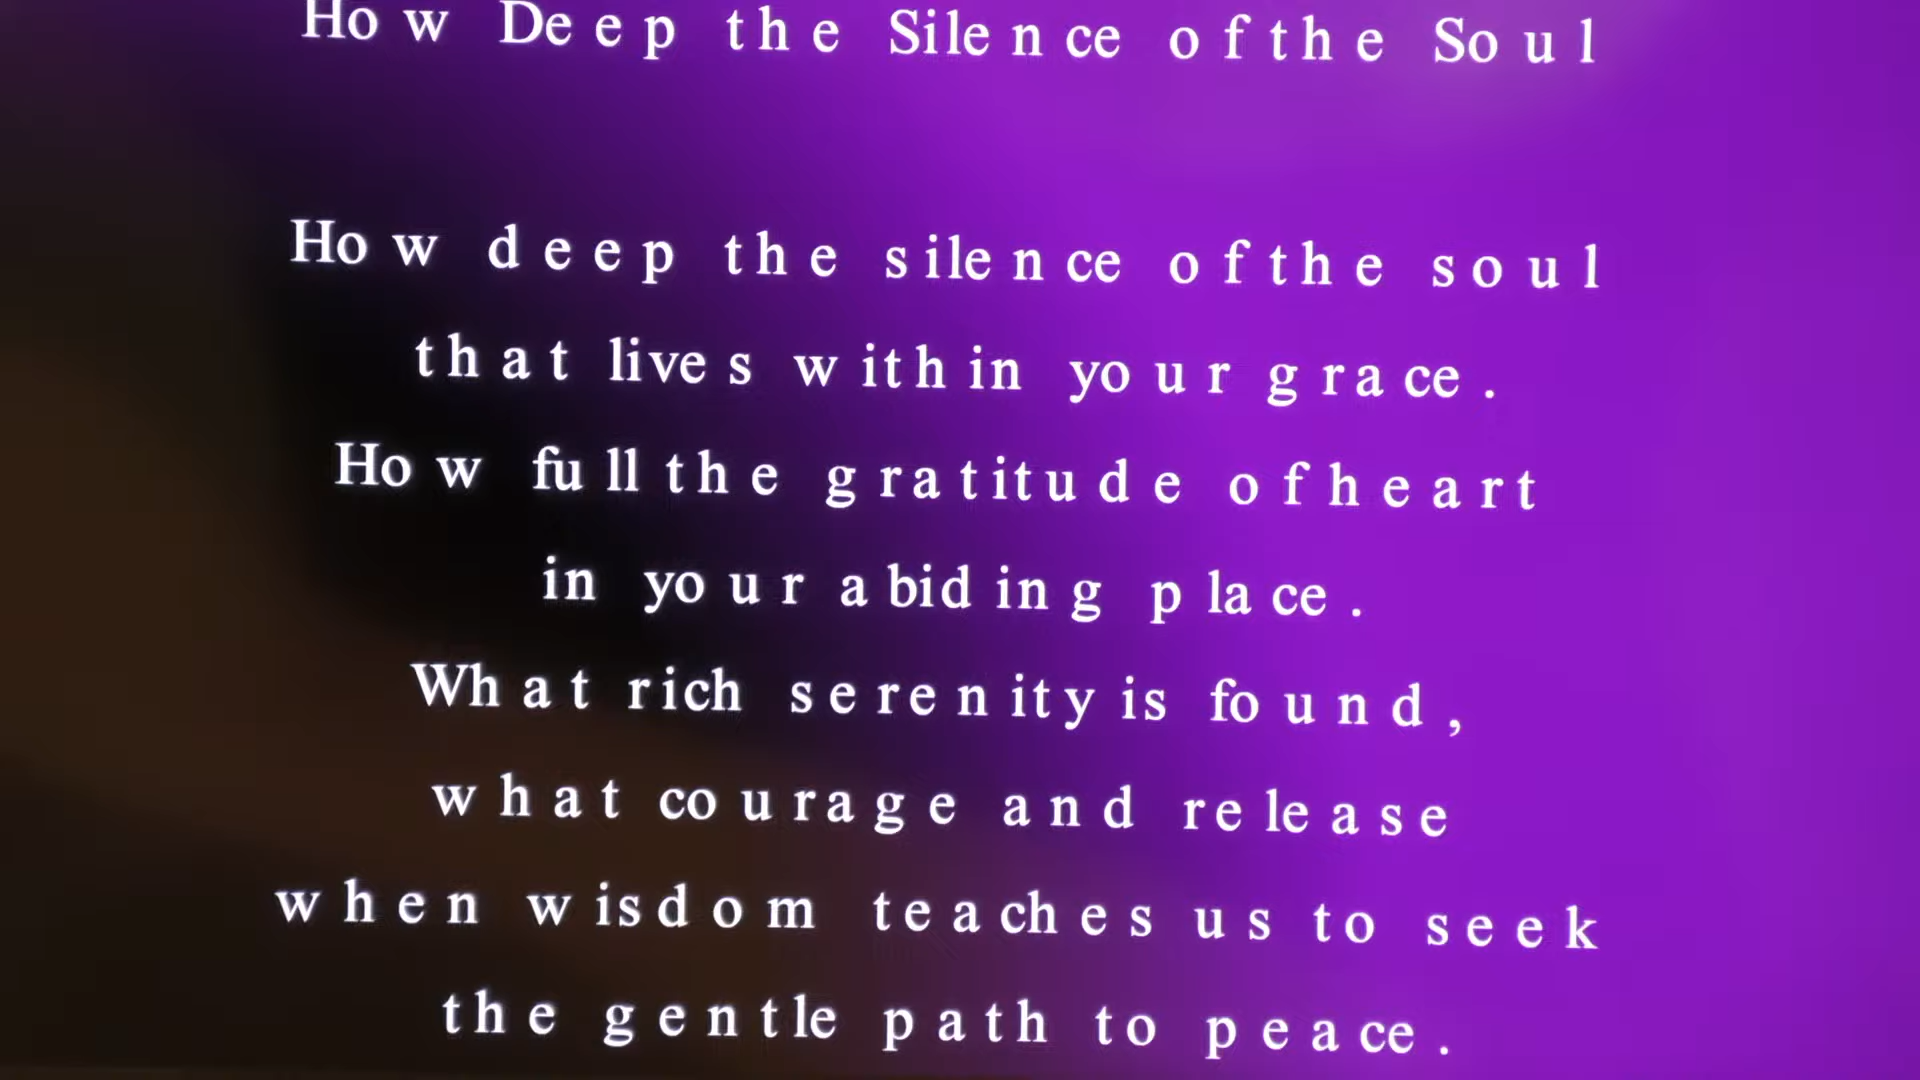 How Deep the Silence of the Soul
How deep the silence of the soul
that lives within your grace.
How full the gratitude of heart
in your abiding place.
What rich serenity is found,
what courage and release
when wisdom teaches us to seek
the gentle path to peace.